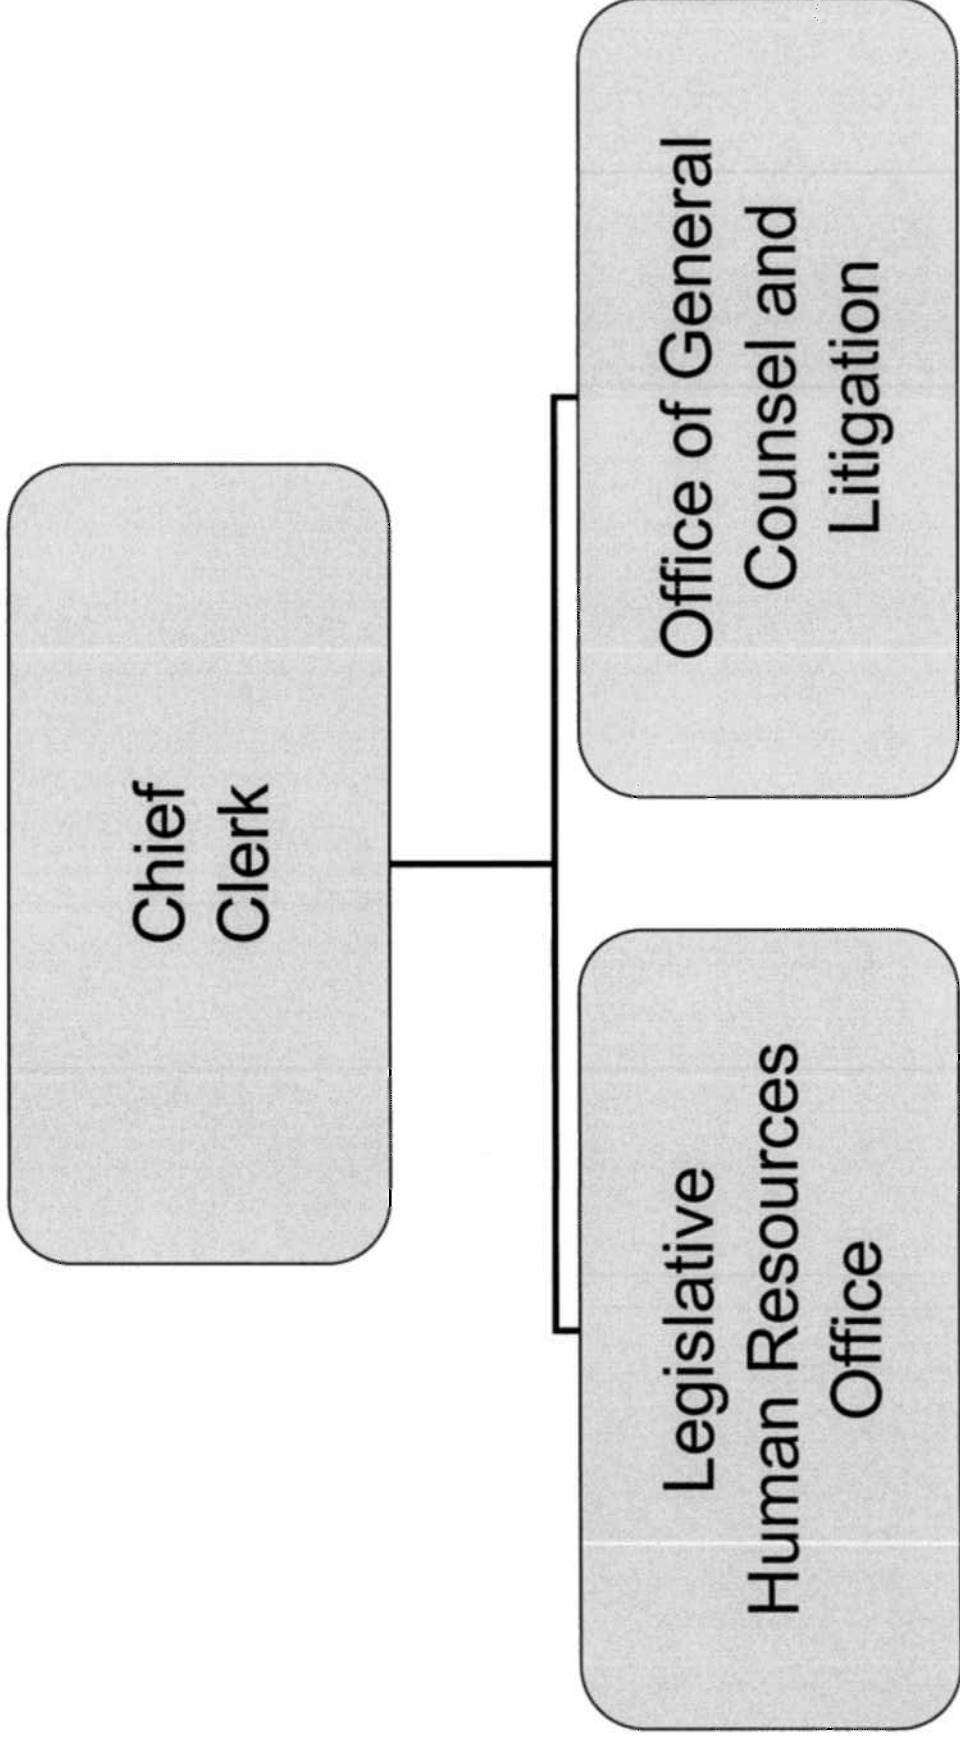 Chief
Clerk
Legislative
Human Resources
Office
Office of General
Counsel and
Litigation